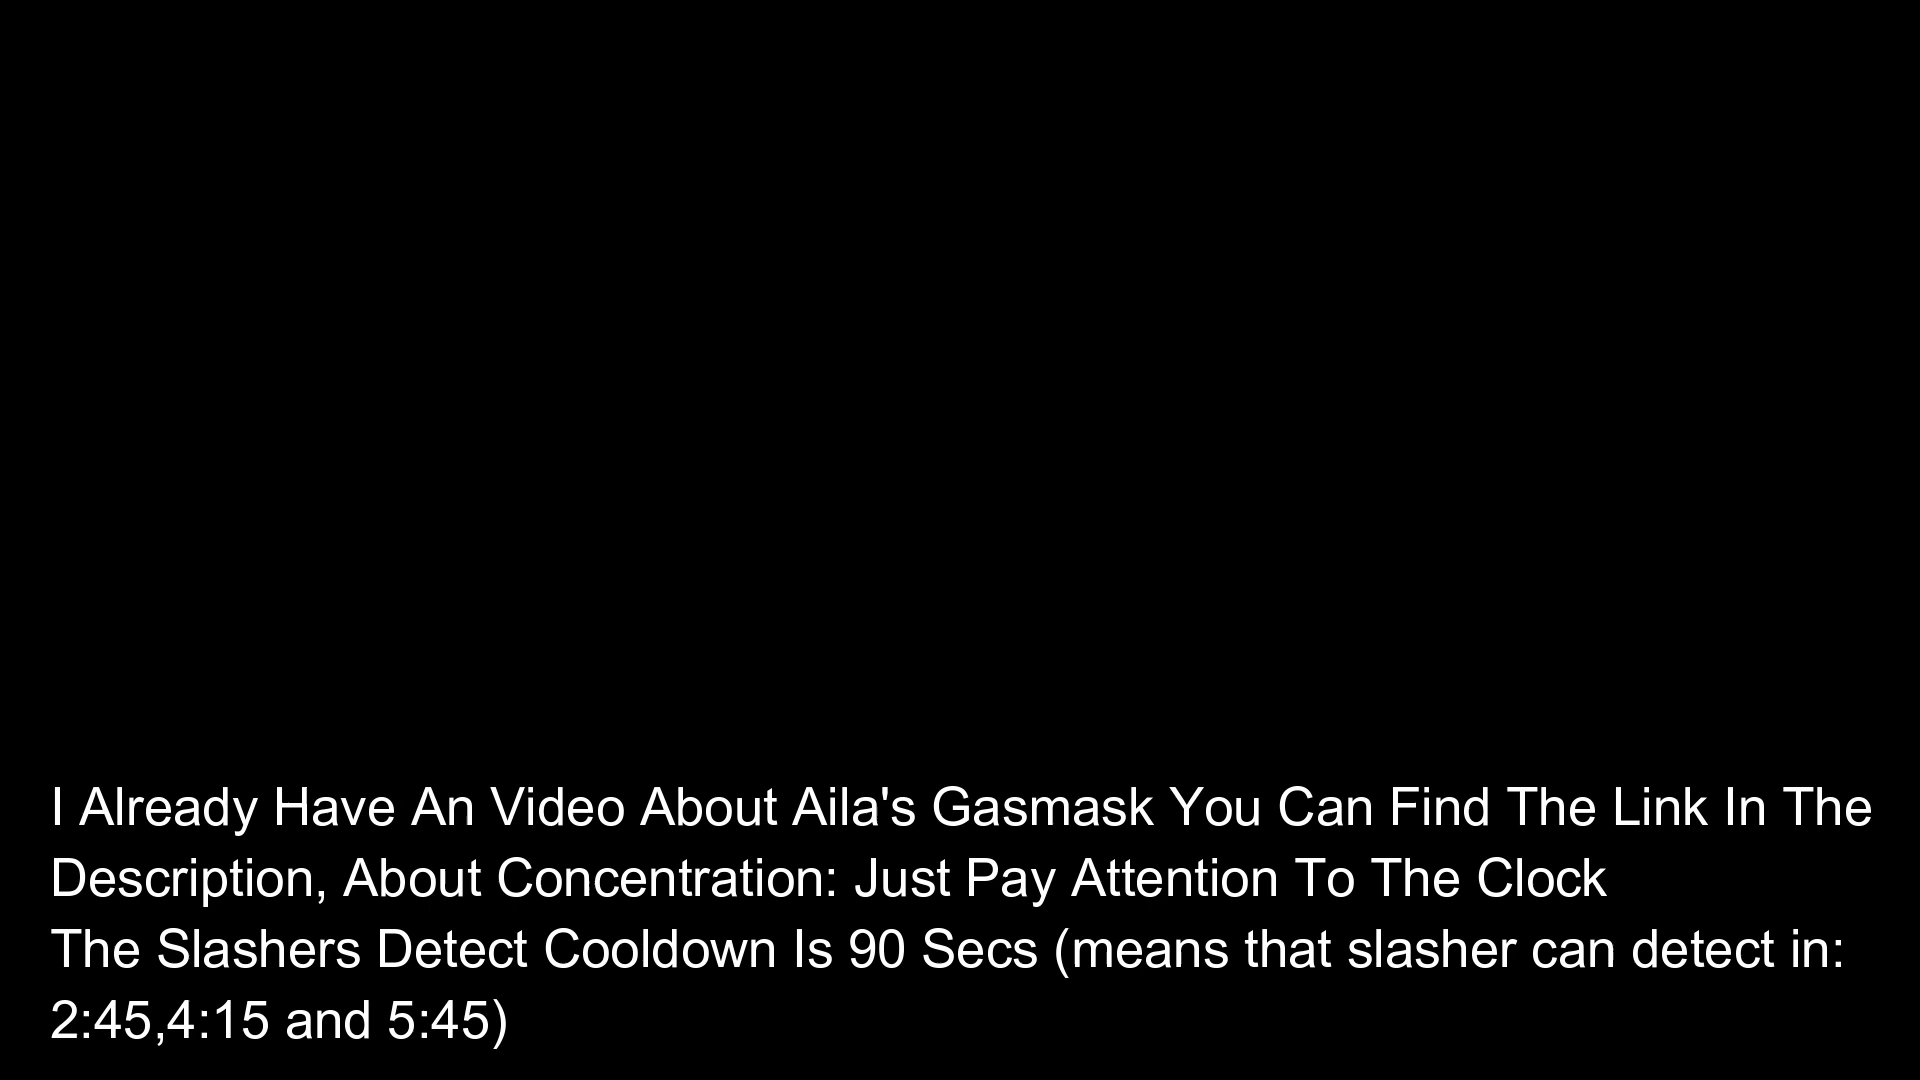 I Already Have An Video About Aila's Gasmask You Can Find The Link In The
Description, About Concentration: Just Pay Attention To The Clock
The Slashers Detect Cooldown Is 90 Secs (means that slasher can detect in:
2:45,4:15 and 5:45)